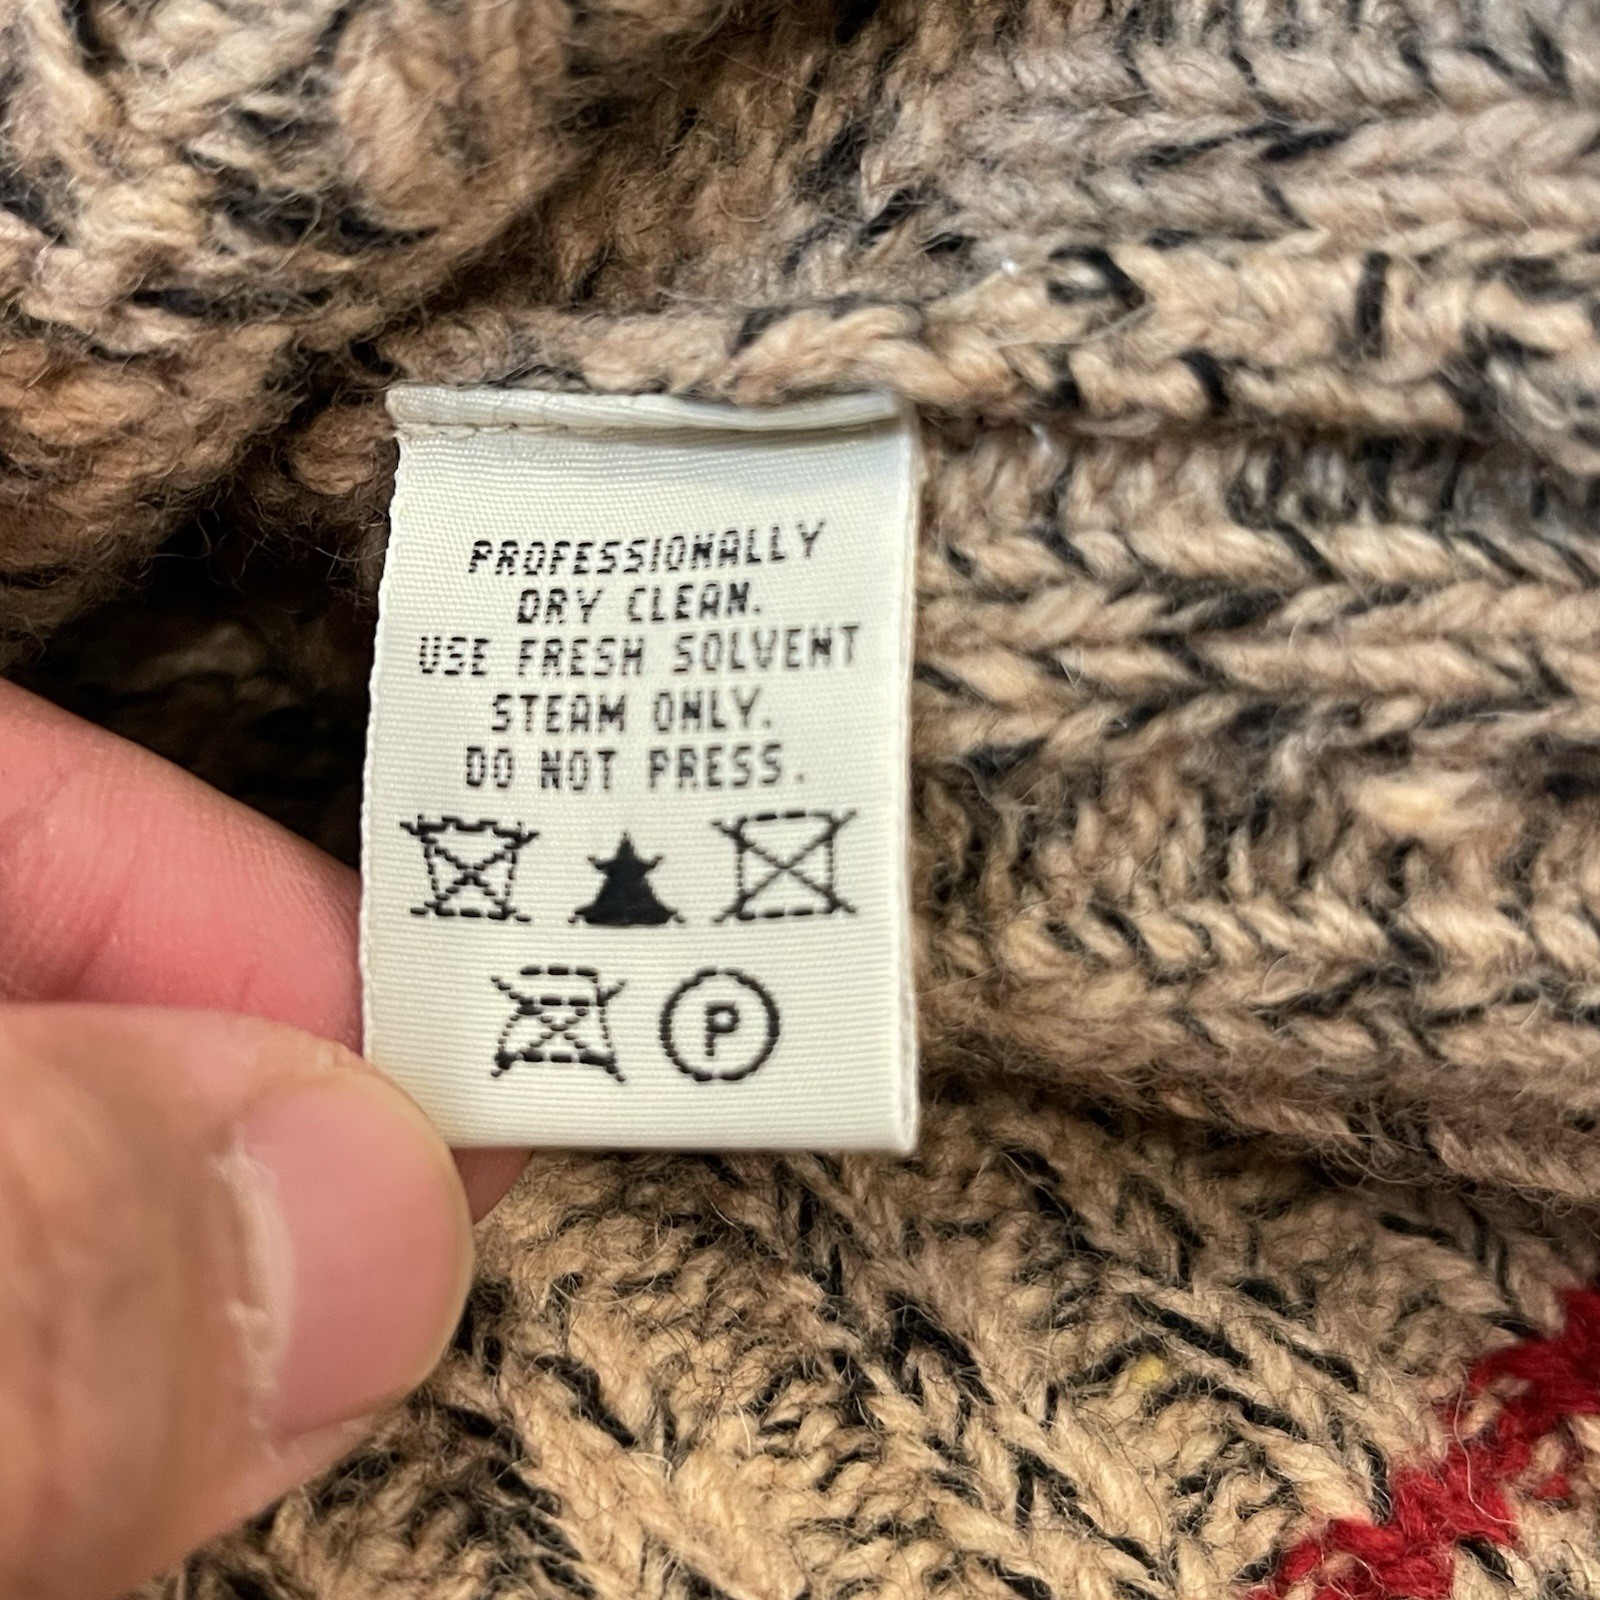 PROFESSIONALLY
DRY CLEAN.
USE FRESH SOLVENT
STEAM ONLY.
DO NOT PRESS.
P